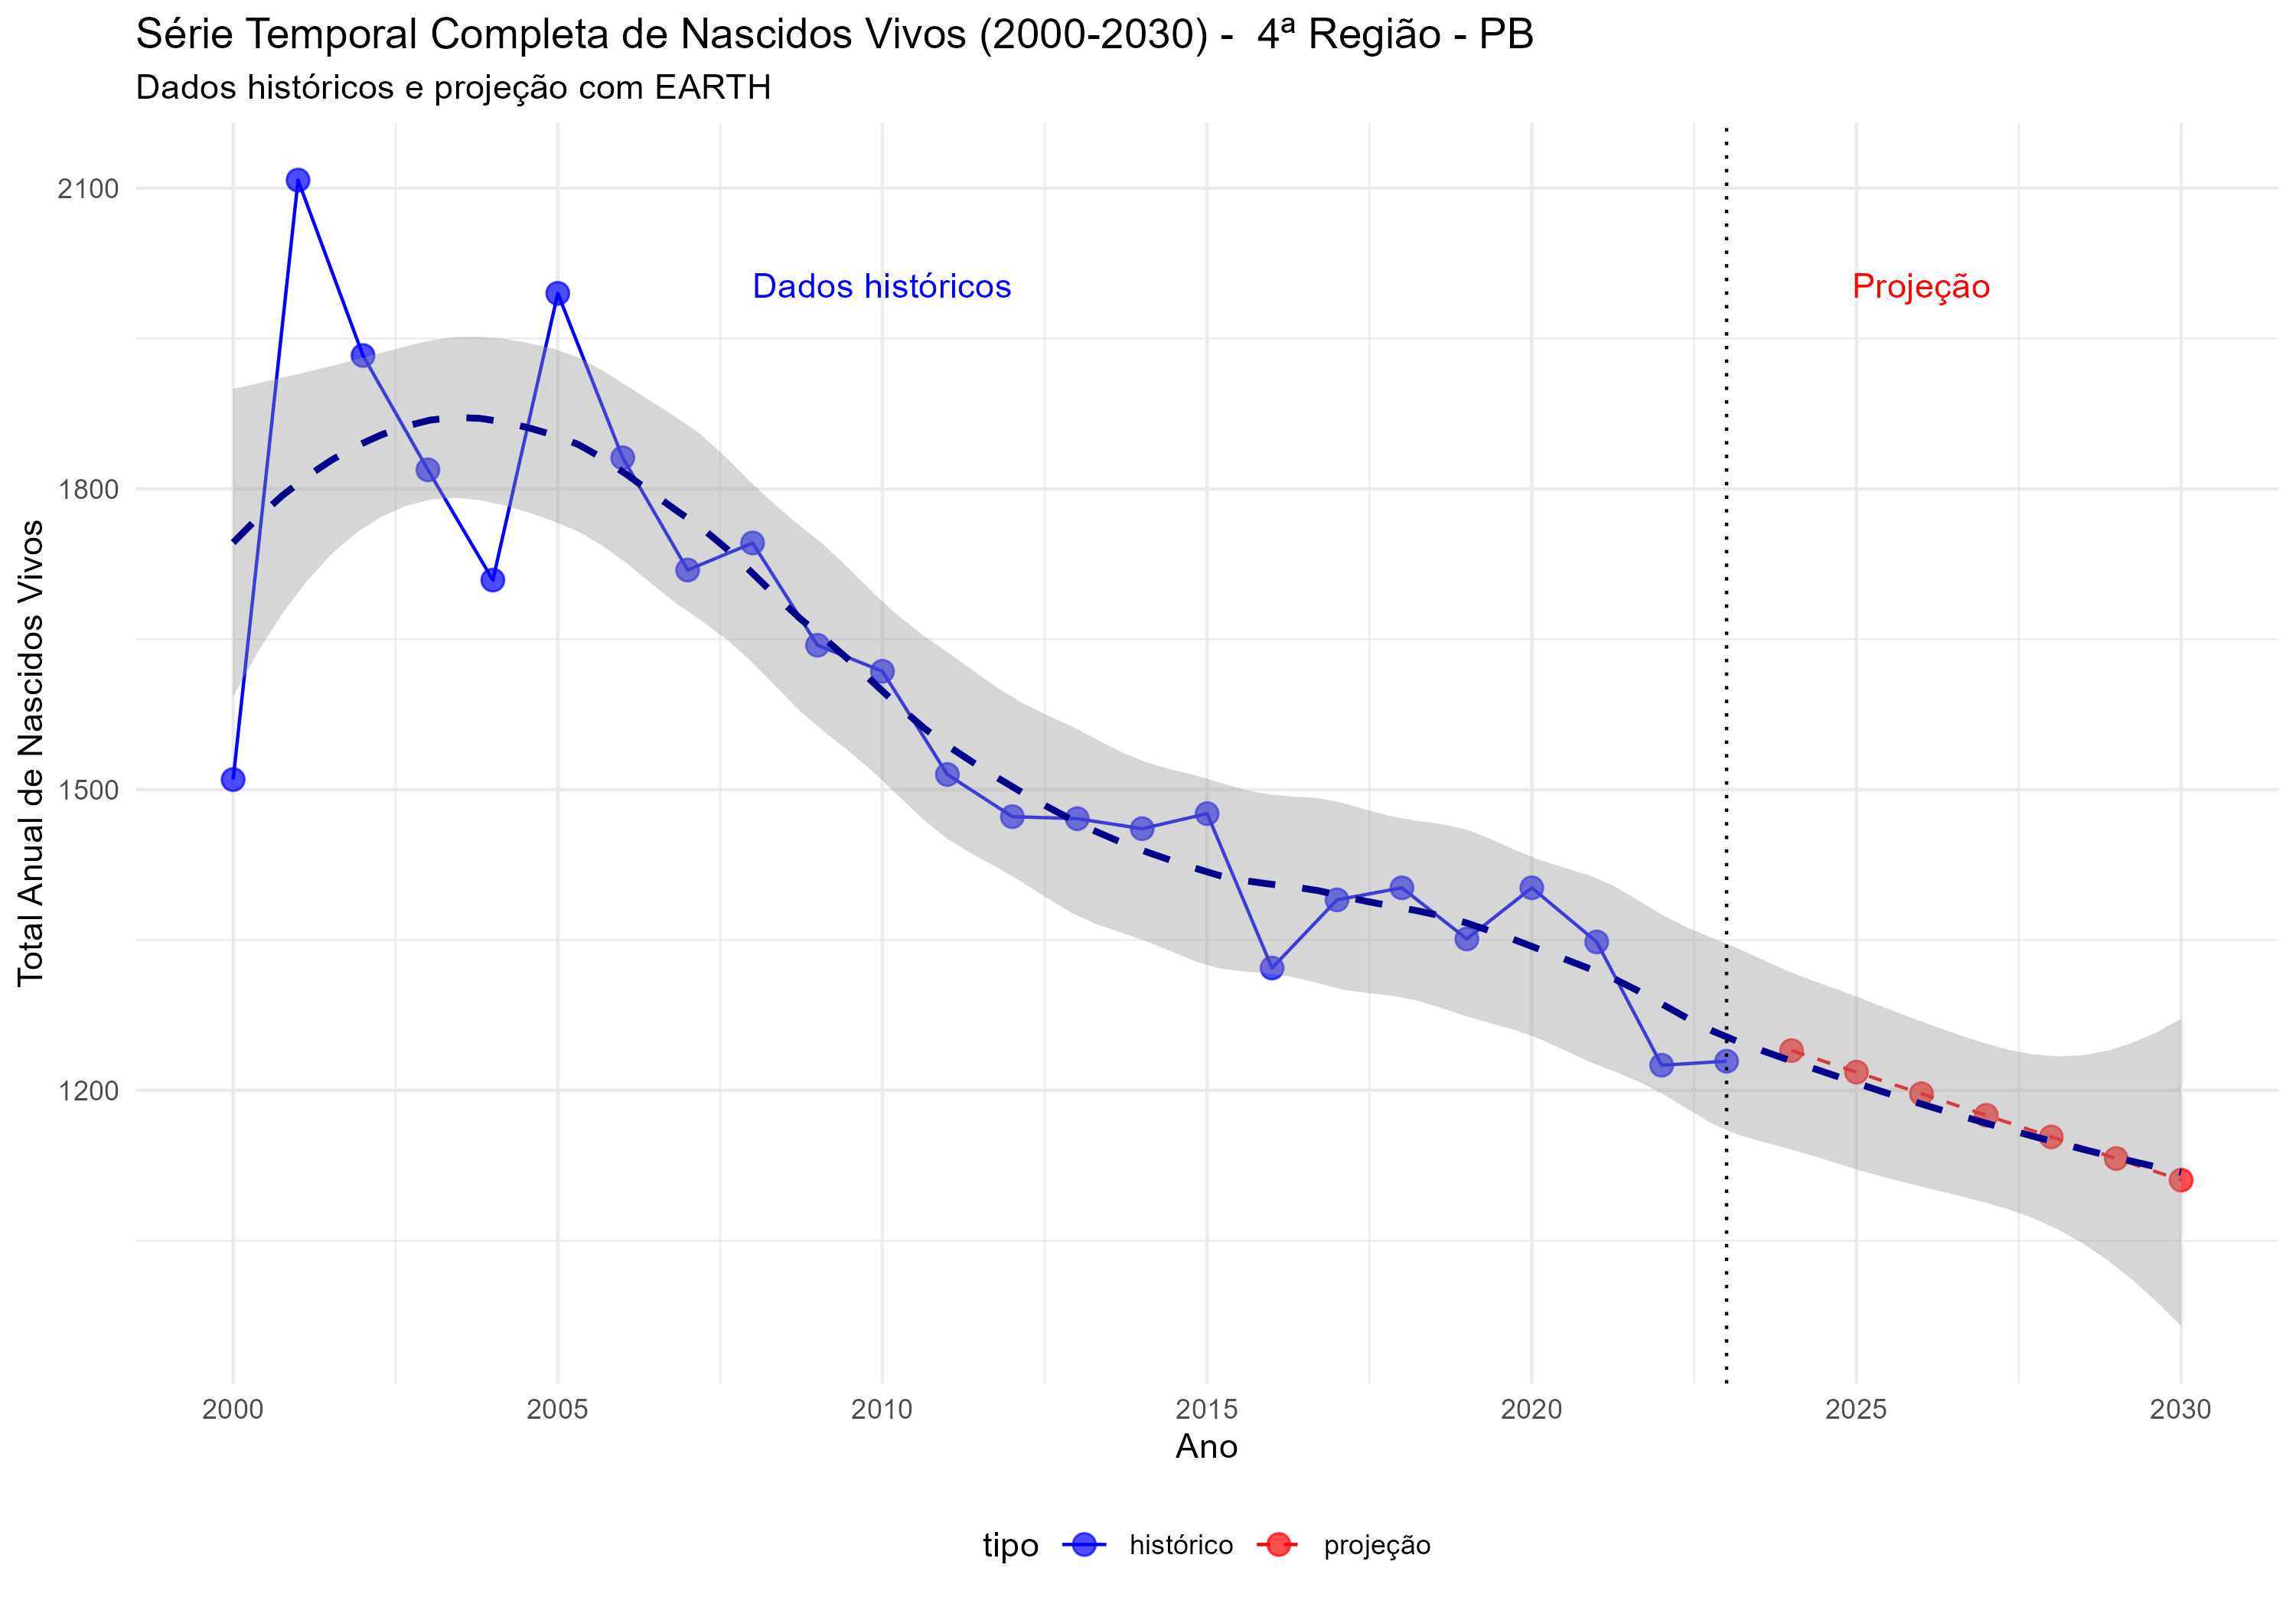 Série Temporal Completa de Nascidos Vivos (2000-2030) -  4ª Região - PB
Dados históricos e projeção com EARTH
Total Anual de Nascidos Vivos
2100
1800
1500
1200
Dados históricos
Projeção
2000
2005
2010
2015
2020
2025
2030
Ano
tipo
histórico
projeção